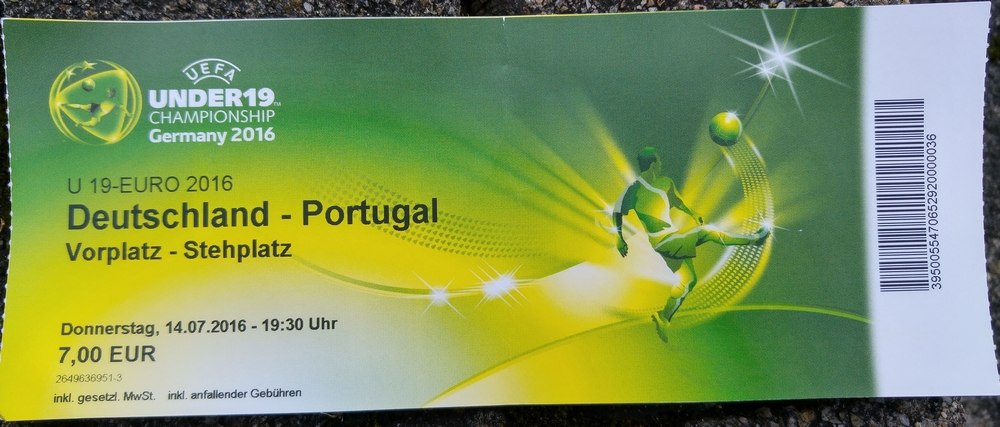 UEFA
UNDER19™
CHAMPIONSHIP
Germany 2016
U 19-EURO 2016
Deutschland - Portugal
Vorplatz - Stehplatz
Donnerstag, 14.07.2016 - 19:30 Uhr
7,00 EUR
2649636951-3
inkl. gesetzl. MwSt. inkl. anfallender Gebühren
3950055470652920000036